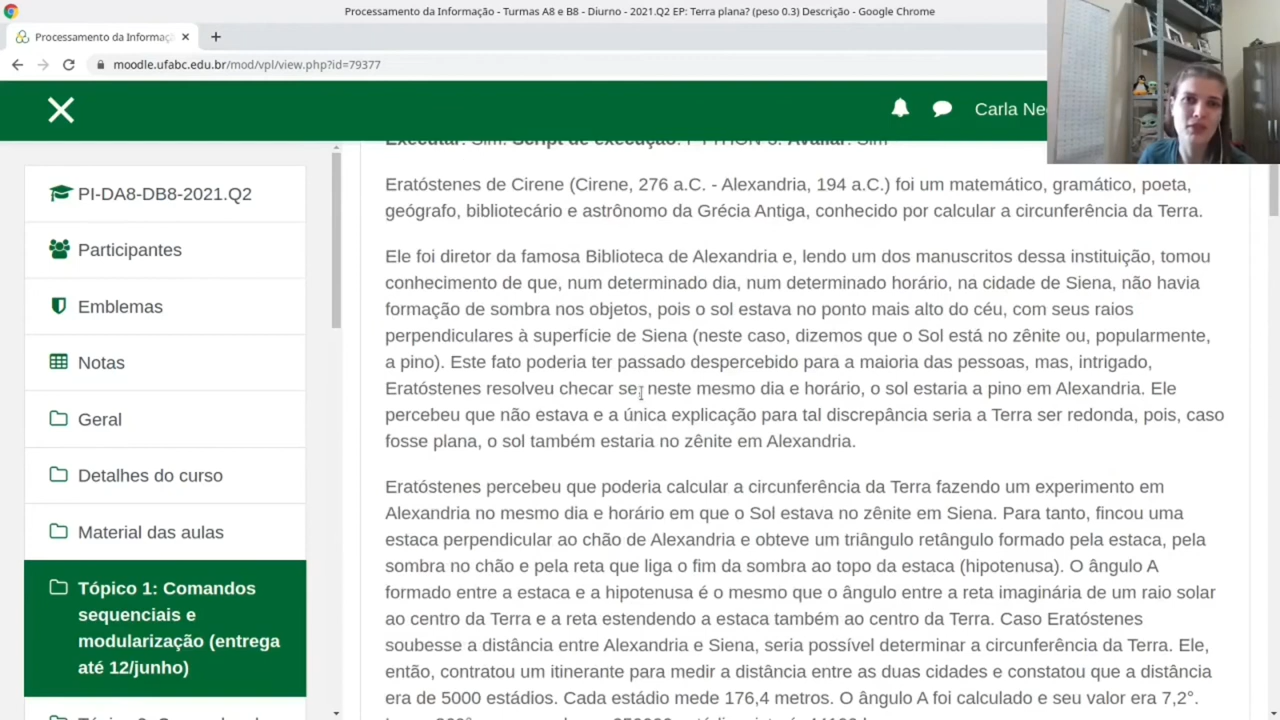 Processamento da Informação - Turmas A8 e B8 - Diurno - 2021.Q2 EP: Terra plana? (peso 0.3) Descrição - Google Chrome
Processamento da Informaç
moodle.ufabc.edu.br/mod/vpl/view.php?id=79377
Carla Ne
PI-DA8-DB8-2021.Q2
Participantes
Emblemas
Notas
Geral
Detalhes do curso
Material das aulas
Tópico 1: Comandos
sequenciais e
modularização (entrega
até 12/junho)
Executar: Sim. Script de execução: Avaliar: Sim
Eratóstenes de Cirene (Cirene, 276 a.C. - Alexandria, 194 a.C.) foi um matemático, gramático, poeta,
geógrafo, bibliotecário e astrônomo da Grécia Antiga, conhecido por calcular a circunferência da Terra.
Ele foi diretor da famosa Biblioteca de Alexandria e, lendo um dos manuscritos dessa instituição, tomou
conhecimento de que, num determinado dia, num determinado horário, na cidade de Siena, não havia
formação de sombra nos objetos, pois o sol estava no ponto mais alto do céu, com seus raios
perpendiculares à superfície de Siena (neste caso, dizemos que o Sol está no zênite ou, popularmente,
a pino). Este fato poderia ter passado despercebido para a maioria das pessoas, mas, intrigado,
Eratóstenes resolveu checar se neste mesmo dia e horário, o sol estaria a pino em Alexandria. Ele
percebeu que não estava e a única explicação para tal discrepância seria a Terra ser redonda, pois, caso
fosse plana, o sol também estaria no zênite em Alexandria.
Eratóstenes percebeu que poderia calcular a circunferência da Terra fazendo um experimento em
Alexandria no mesmo dia e horário em que o Sol estava no zênite em Siena. Para tanto, fincou uma
estaca perpendicular ao chão de Alexandria e obteve um triângulo retângulo formado pela estaca, pela
sombra no chão e pela reta que liga o fim da sombra ao topo da estaca (hipotenusa). O ângulo A
formado entre a estaca e a hipotenusa é o mesmo que o ângulo entre a reta imaginária de um raio solar
ao centro da Terra e a reta estendendo a estaca também ao centro da Terra. Caso Eratóstenes
soubesse a distância entre Alexandria e Siena, seria possível determinar a circunferência da Terra. Ele,
então, contratou um itinerante para medir a distância entre as duas cidades e constatou que a distância
era de 5000 estádios. Cada estádio mede 176,4 metros. O ângulo A foi calculado e seu valor era 7,2°.